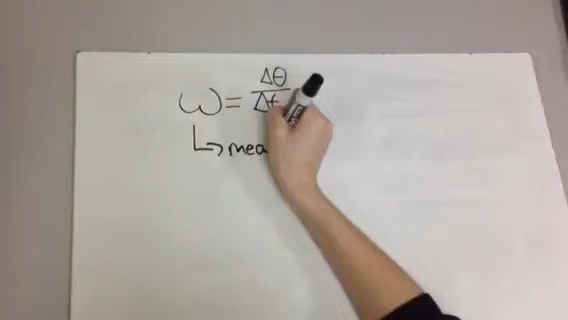 ω = Δθ/Δt
↳ mea